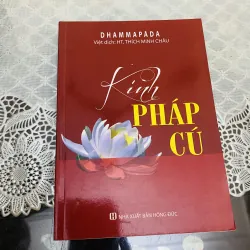 DHAMMAPADA
Việt dịch: HT. THÍCH MINH CHÂU
Kinh
PHÁP
CÚ
NHÀ XUẤT BẢN HỒNG ĐỨC